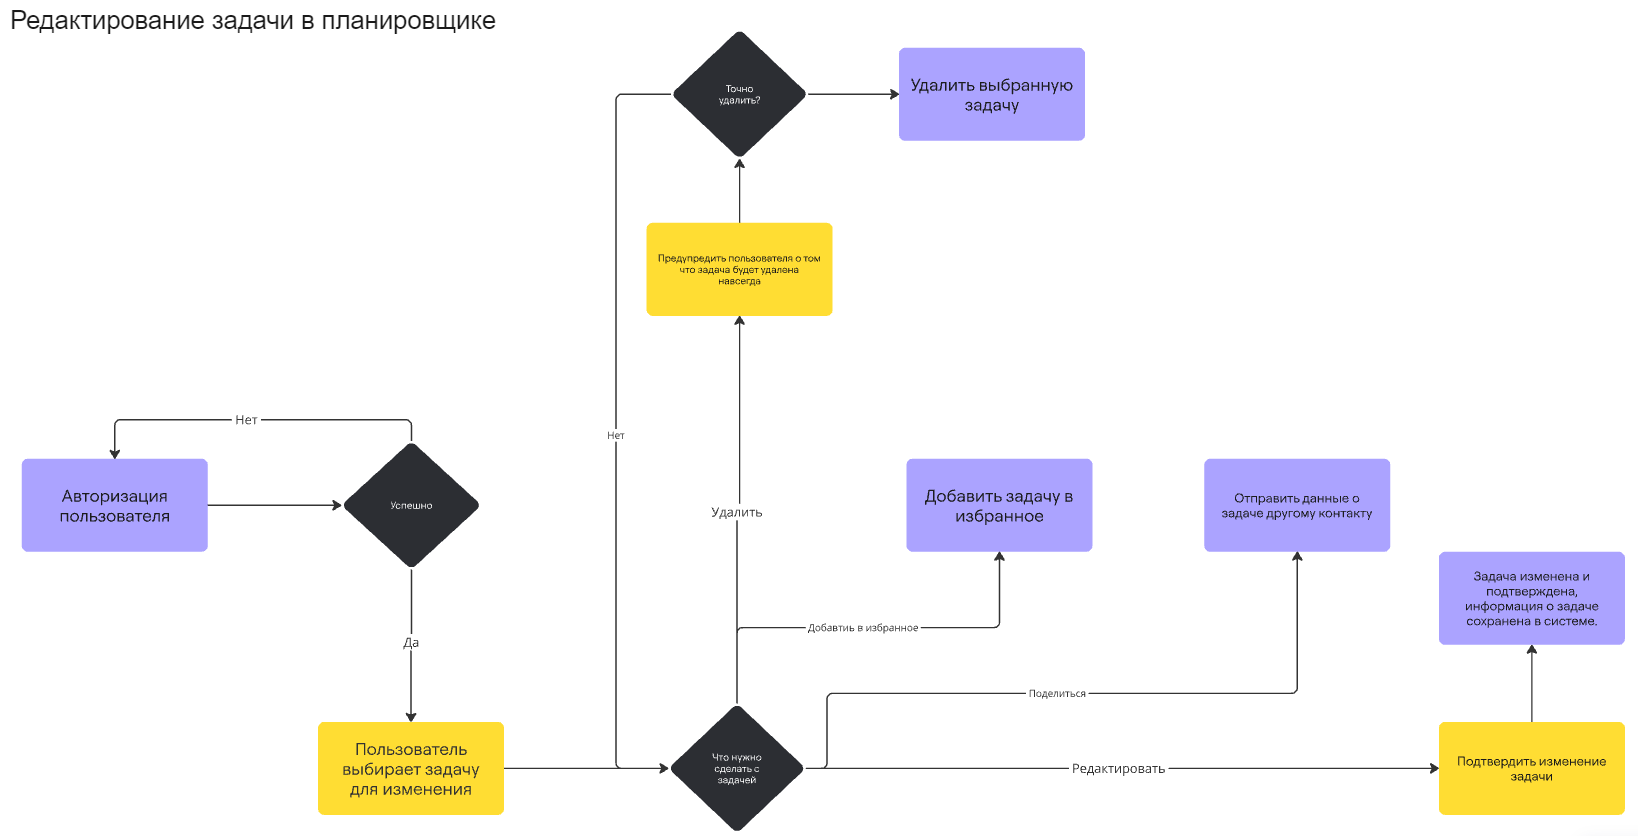 Редактирование задачи в планировщике
Точно
удалить?
Удалить выбранную
задачу
Предупредить пользователя о том
что задача будет удалена
навсегда
Нет
Нет
Авторизация
пользователя
Успешно
Удалить
Добавить задачу в
избранное
Отправить данные о
задаче другому контакту
Задача изменена и
подтверждена,
информация о задаче
сохранена в системе.
Да
Добавтиь в избранное
Поделиться
Пользователь
выбирает задачу
для изменения
Что нужно
сделать с
задачей
Редактировать
Подтвердить изменение
задачи